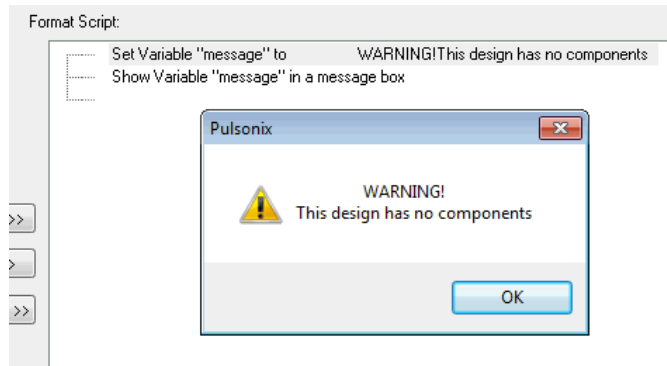 Format Script:
Set Variable "message" to WARNING!This design has no components
Show Variable "message" in a message box
Pulsonix
WARNING!
This design has no components
>>
>
>>
OK